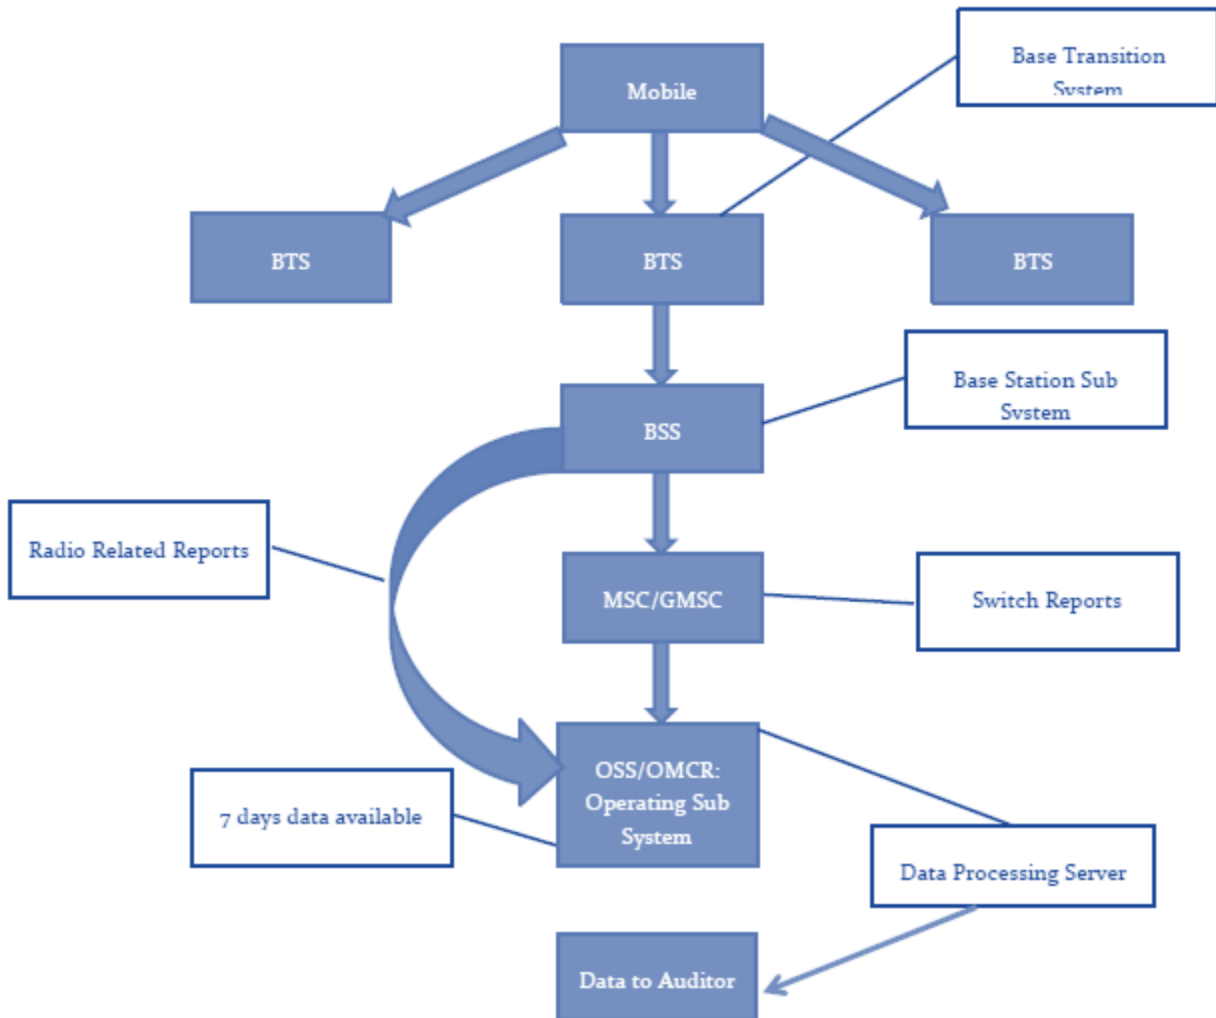 Base Transition
System
Mobile
BTS
BTS
BTS
Base Station Sub
System
BSS
Radio Related Reports
MSC/GMSC
Switch Reports
OSS/OMCR:
Operating Sub
System
7 days data available
Data Processing Server
Data to Auditor